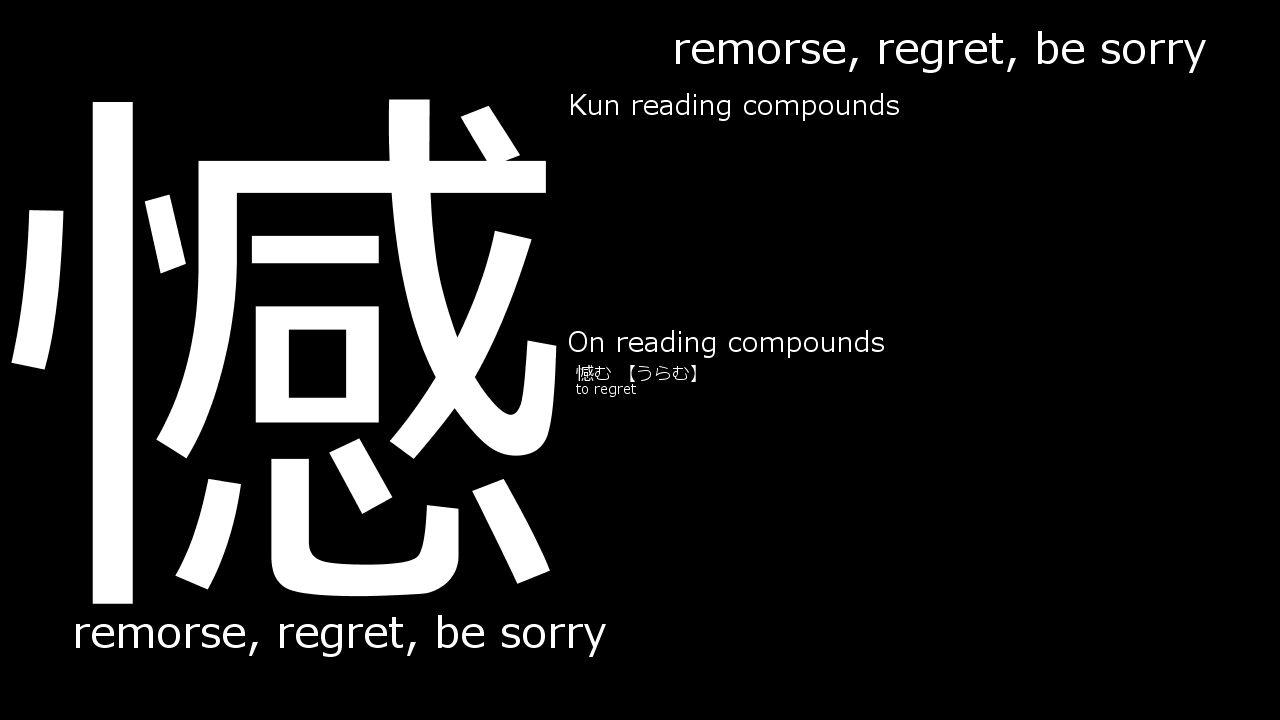 remorse, regret, be sorry
Kun reading compounds
憾
On reading compounds
憾む 【うらむ】
to regret
remorse, regret, be sorry